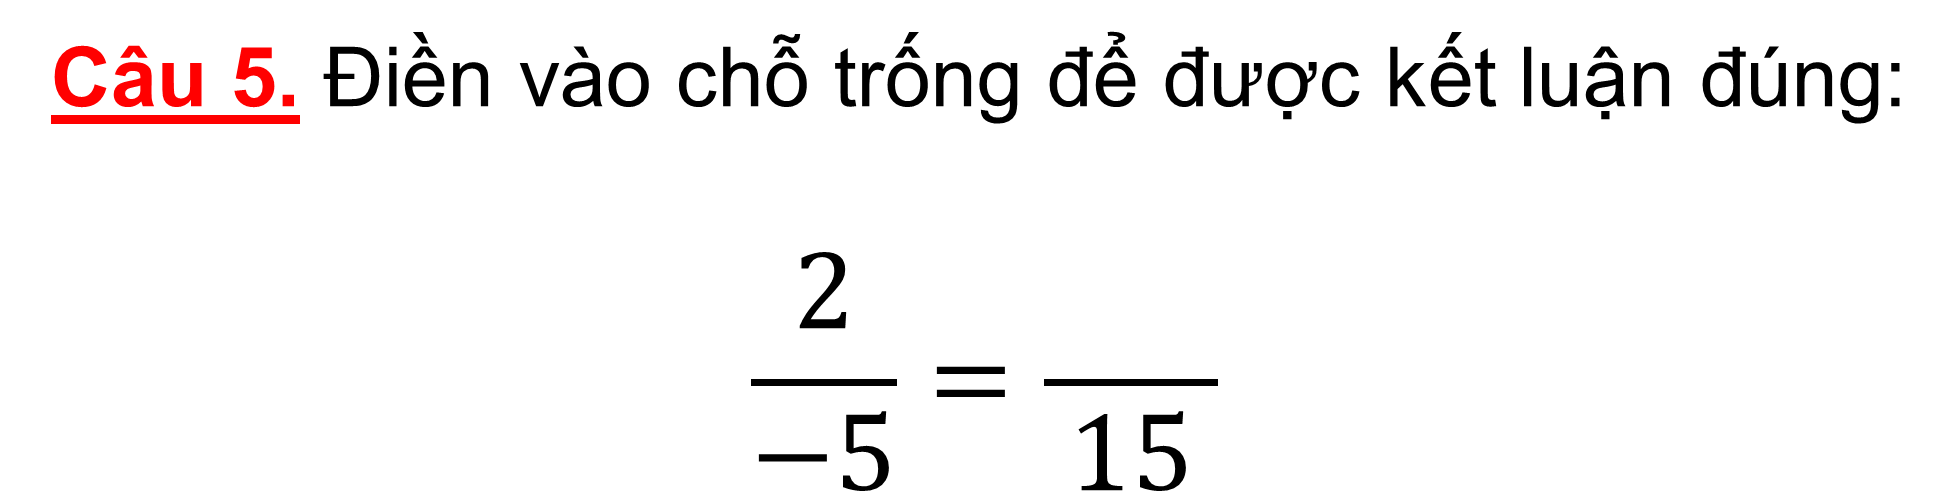 Câu 5. Điền vào chỗ trống để được kết luận đúng:
2
−5
=
15